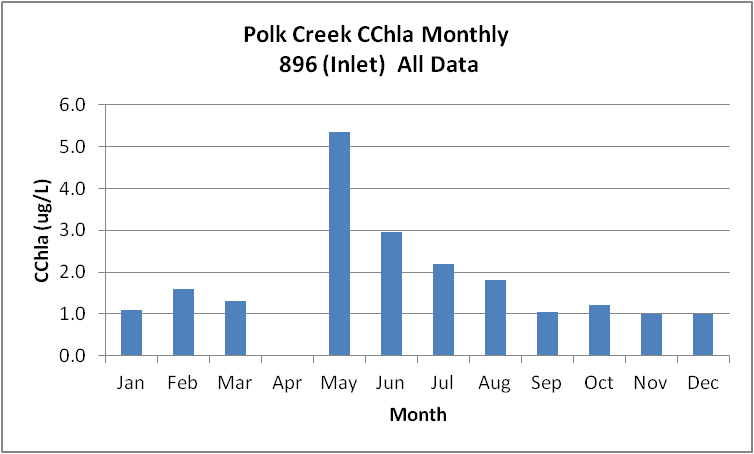 Polk Creek CChla Monthly
896 (Inlet)  All Data
6.0
5.0
4.0
3.0
2.0
1.0
0.0
CChla (ug/L)
Jan Feb Mar Apr May Jun Jul Aug Sep Oct Nov Dec
Month